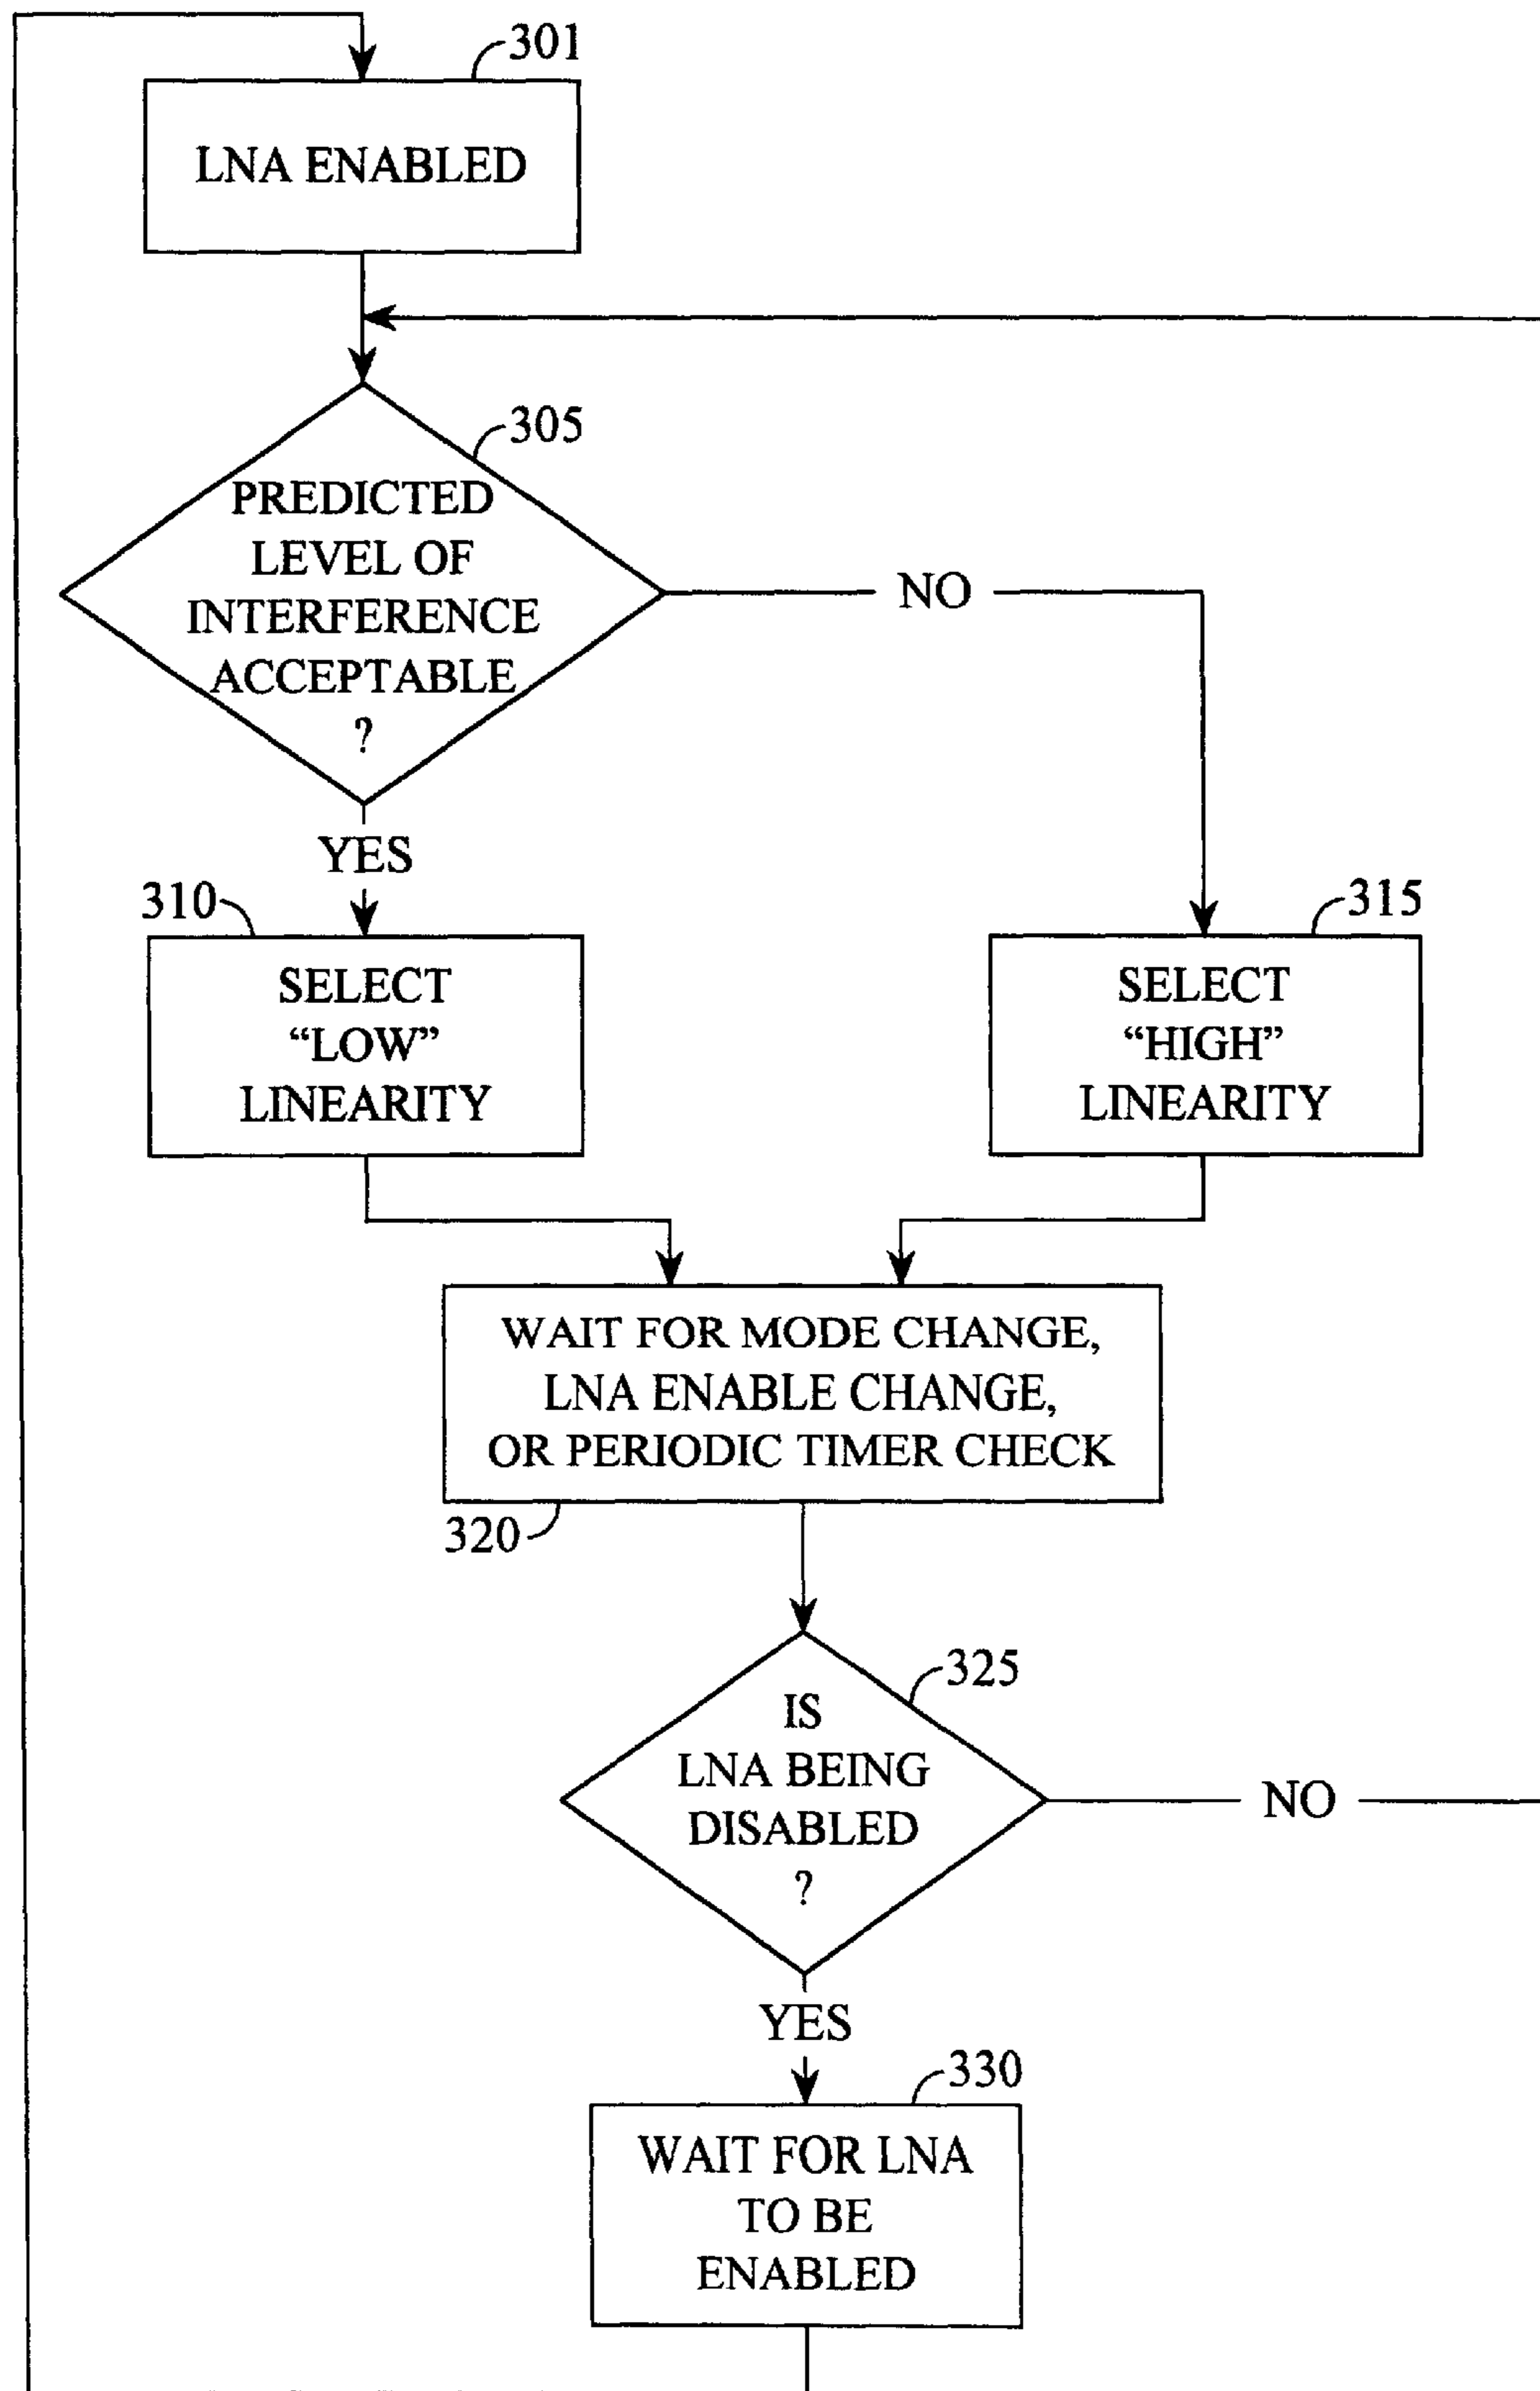 301
LNA ENABLED
305
PREDICTED
LEVEL OF
INTERFERENCE
ACCEPTABLE
?
NO
YES
310
SELECT
“LOW”
LINEARITY
315
SELECT
“HIGH”
LINEARITY
WAIT FOR MODE CHANGE,
LNA ENABLE CHANGE,
OR PERIODIC TIMER CHECK
320
325
IS
LNA BEING
DISABLED
?
NO
YES
330
WAIT FOR LNA
TO BE
ENABLED